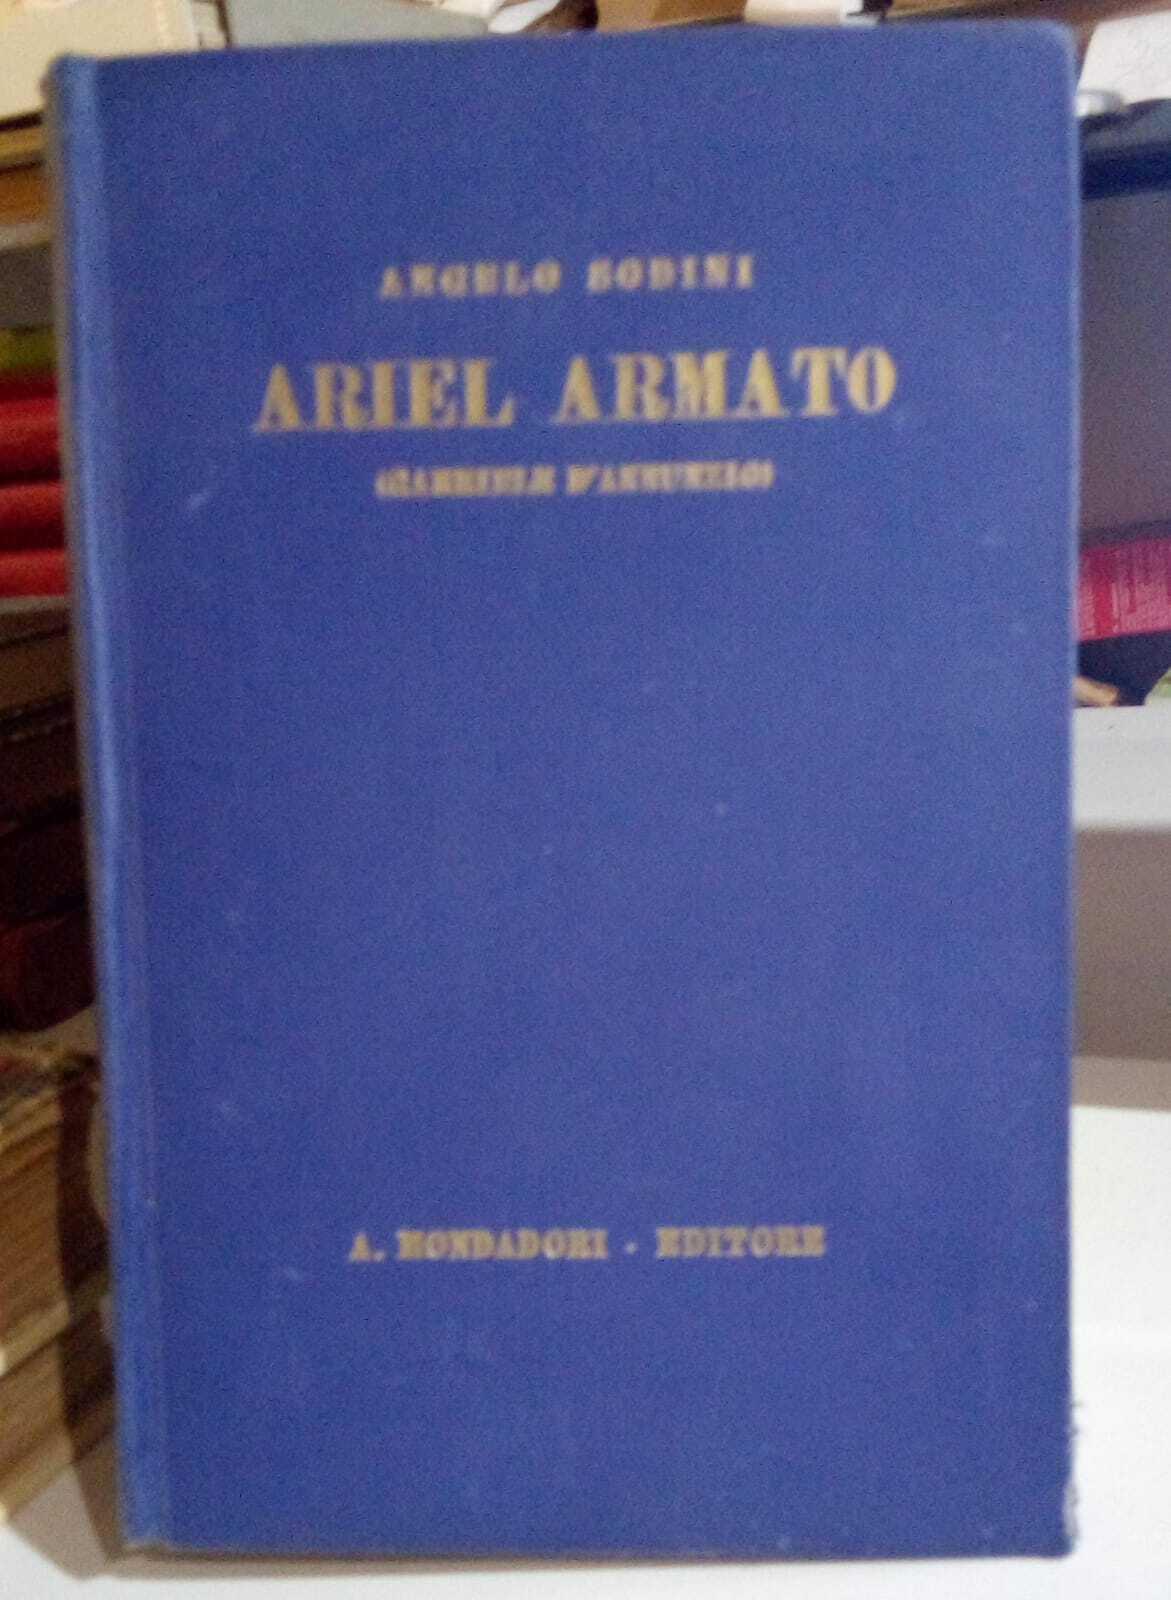 ANGELO SODINI
ARIEL ARMATO
(GABRIELE D'ANNUNZIO)
A. MONDADORI - EDITORE